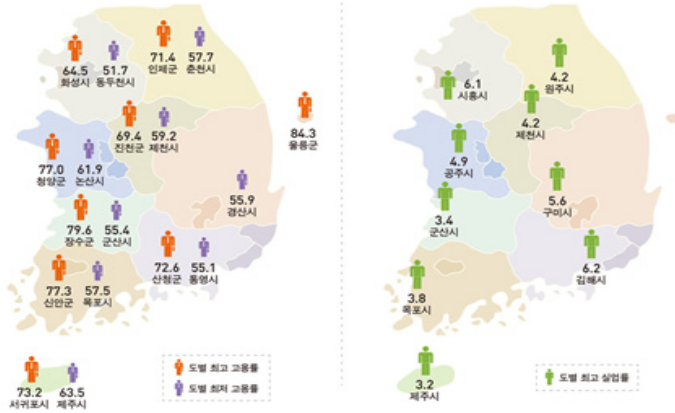 64.5
화성시
51.7
동두천시
71.4
인제군
57.7
춘천시
84.3
울릉군
69.4
진천군
59.2
제천시
77.0
청양군
61.9
논산시
55.9
경산시
79.6
장수군
55.4
군산시
72.6
산청군
55.1
통영시
77.3
신안군
57.5
목포시
73.2
서귀포시
63.5
제주시
도별 최고 고용률
도별 최저 고용률
6.1
시흥시
4.2
원주시
4.2
제천시
4.9
공주시
5.6
구미시
3.4
군산시
6.2
김해시
3.8
목포시
3.2
제주시
도별 최고 실업률